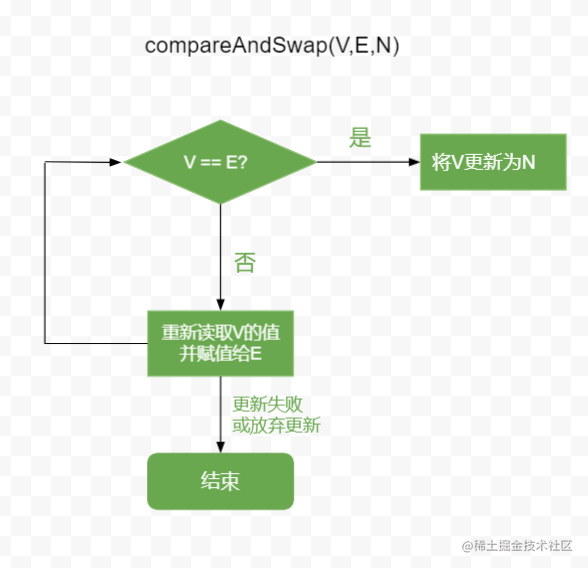 compareAndSwap(V,E,N)
V == E?
是
将V更新为N
否
重新读取V的值
并赋值给E
更新失败
或放弃更新
结束
@稀土掘金技术社区